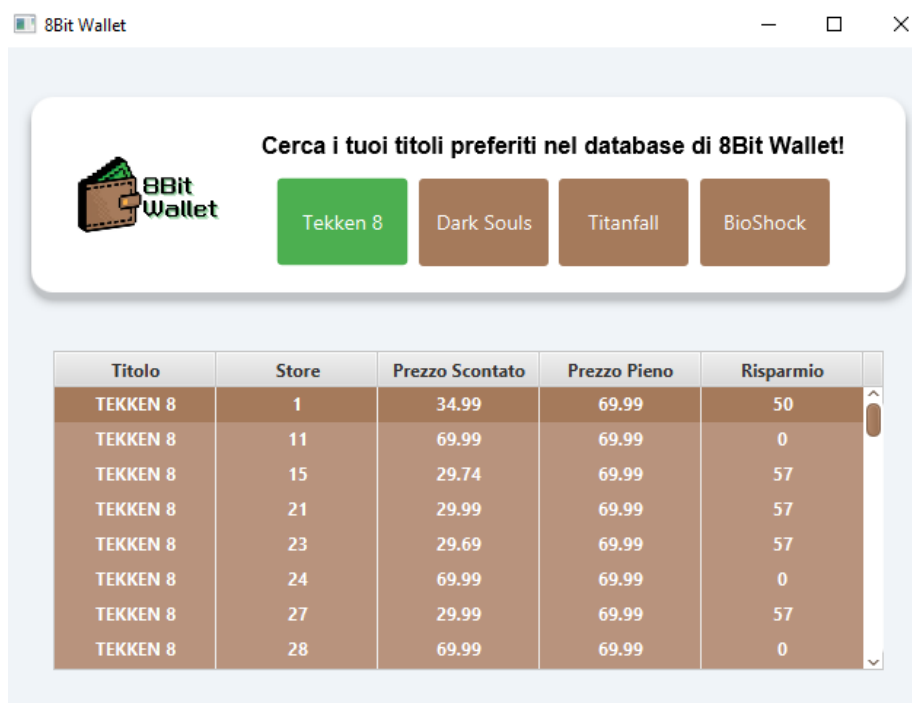 8Bit Wallet
Cerca i tuoi titoli preferiti nel database di 8Bit Wallet!
8Bit
Wallet
Tekken 8 Dark Souls Titanfall BioShock
Titolo Store Prezzo Scontato Prezzo Pieno Risparmio
TEKKEN 8 1 34.99 69.99 50
TEKKEN 8 11 69.99 69.99 0
TEKKEN 8 15 29.74 69.99 57
TEKKEN 8 21 29.99 69.99 57
TEKKEN 8 23 29.69 69.99 57
TEKKEN 8 24 69.99 69.99 0
TEKKEN 8 27 29.99 69.99 57
TEKKEN 8 28 69.99 69.99 0